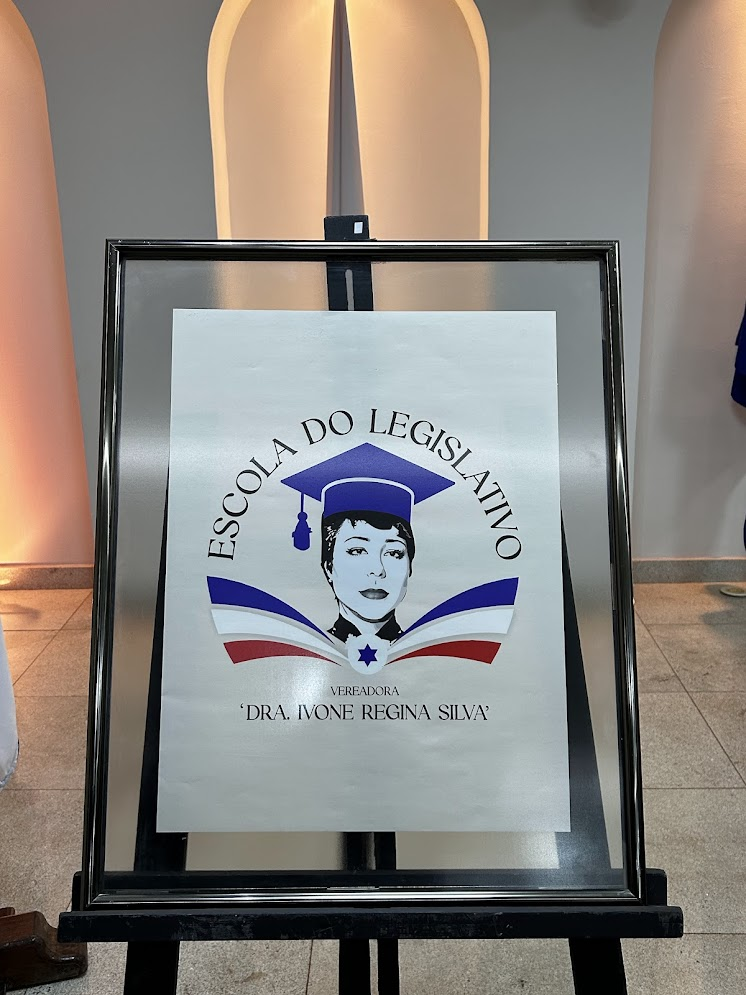 ESCOLA DO LEGISLATIVO
VEREADORA
‘DRA. IVONE REGINA SILVA’